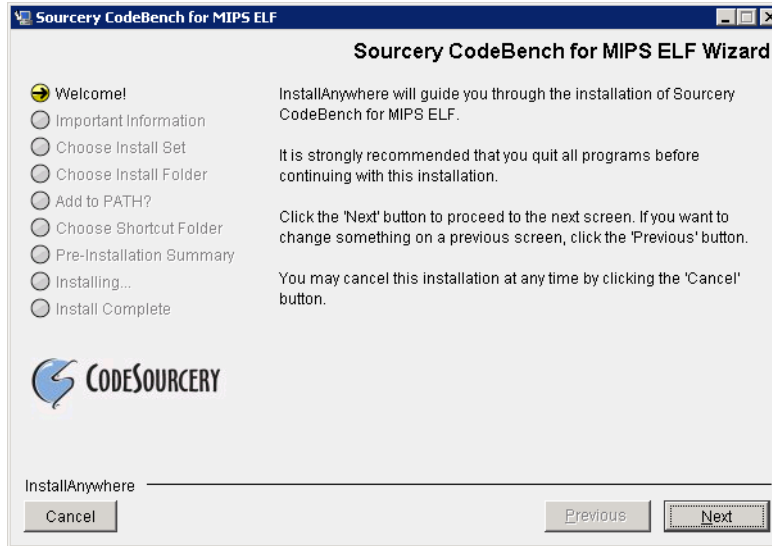 Sourcery CodeBench for MIPS ELF
Sourcery CodeBench for MIPS ELF Wizard
Welcome!
Important Information
Choose Install Set
Choose Install Folder
Add to PATH?
Choose Shortcut Folder
Pre-Installation Summary
Installing...
Install Complete
CODESOURCERY
InstallAnywhere will guide you through the installation of Sourcery
CodeBench for MIPS ELF.
It is strongly recommended that you quit all programs before
continuing with this installation.
Click the 'Next' button to proceed to the next screen. If you want to
change something on a previous screen, click the 'Previous' button.
You may cancel this installation at any time by clicking the 'Cancel'
button.
InstallAnywhere
Cancel
Previous
Next